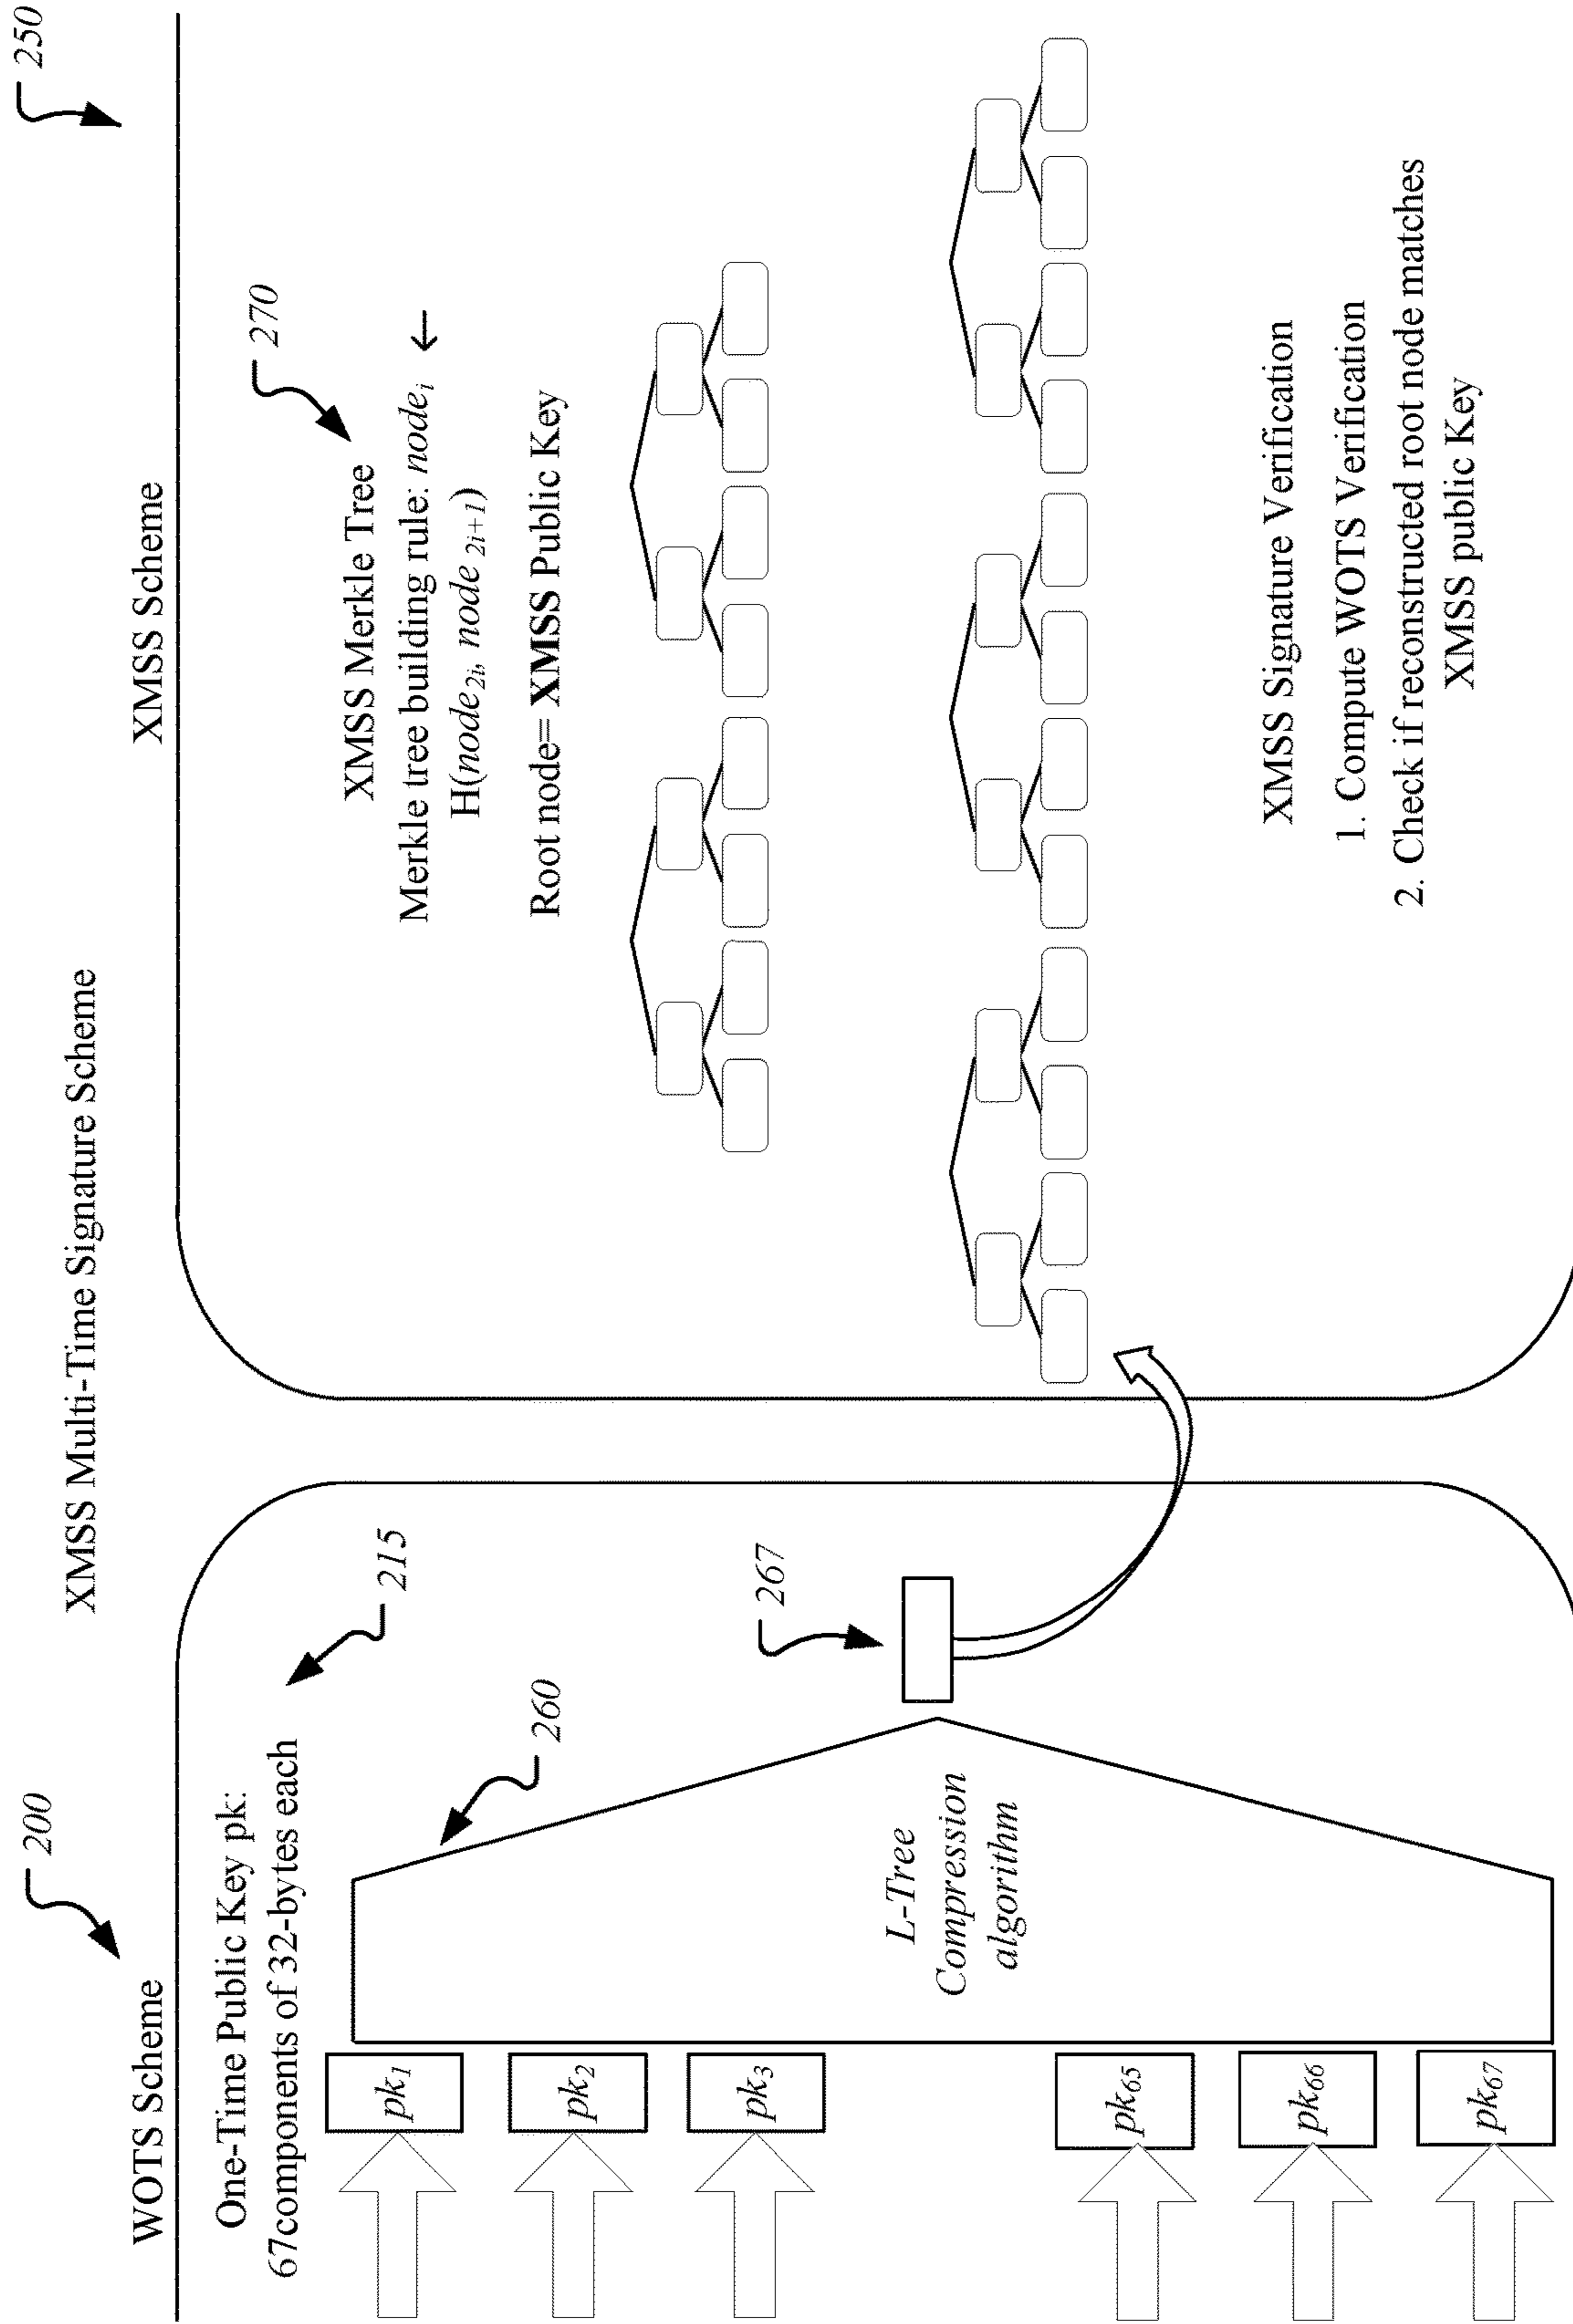 XMSS Multi-Time Signature Scheme
200
WOTS Scheme
One-Time Public Key pk:
67components of 32-bytes each
215
260
pk1
pk2
pk3
pk65
pk66
pk67
L-Tree
Compression
algorithm
267
250
XMSS Scheme
270
XMSS Merkle Tree
Merkle tree building rule: nodei ←
H(node2i, node 2i+1)
Root node= XMSS Public Key
XMSS Signature Verification
1. Compute WOTS Verification
2. Check if reconstructed root node matches
XMSS public Key